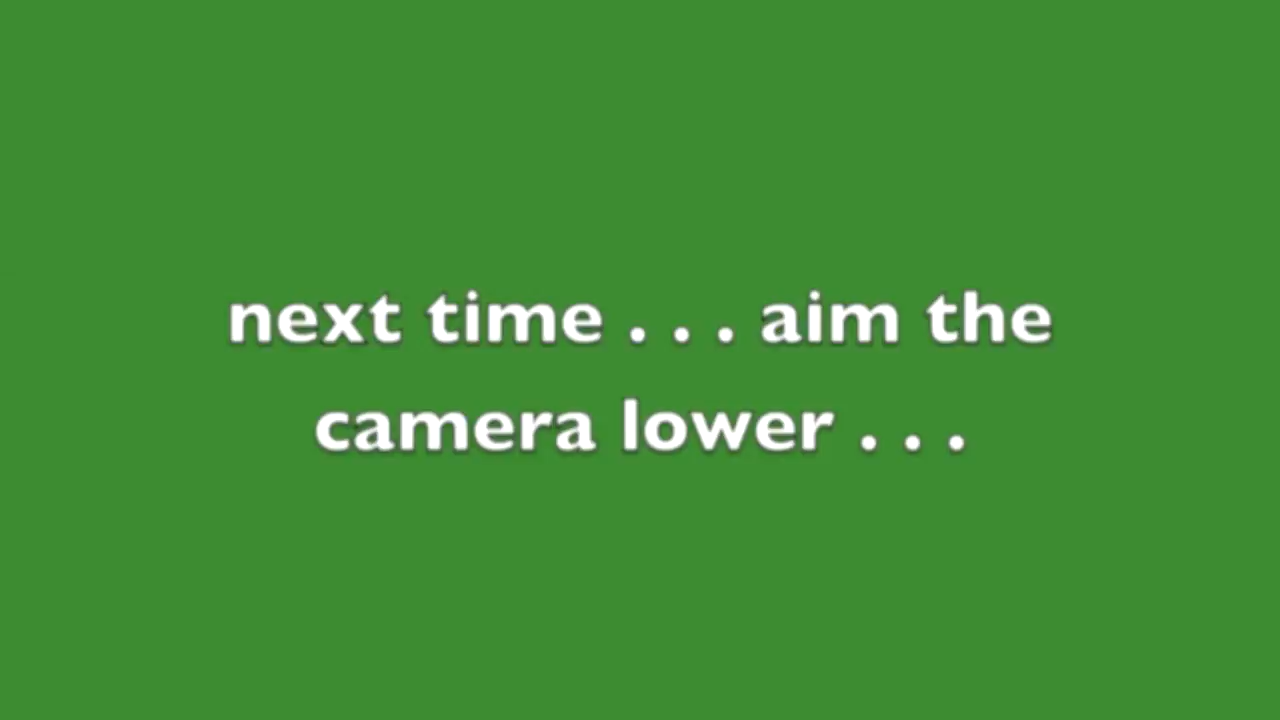 next time . . . aim the
camera lower . . .